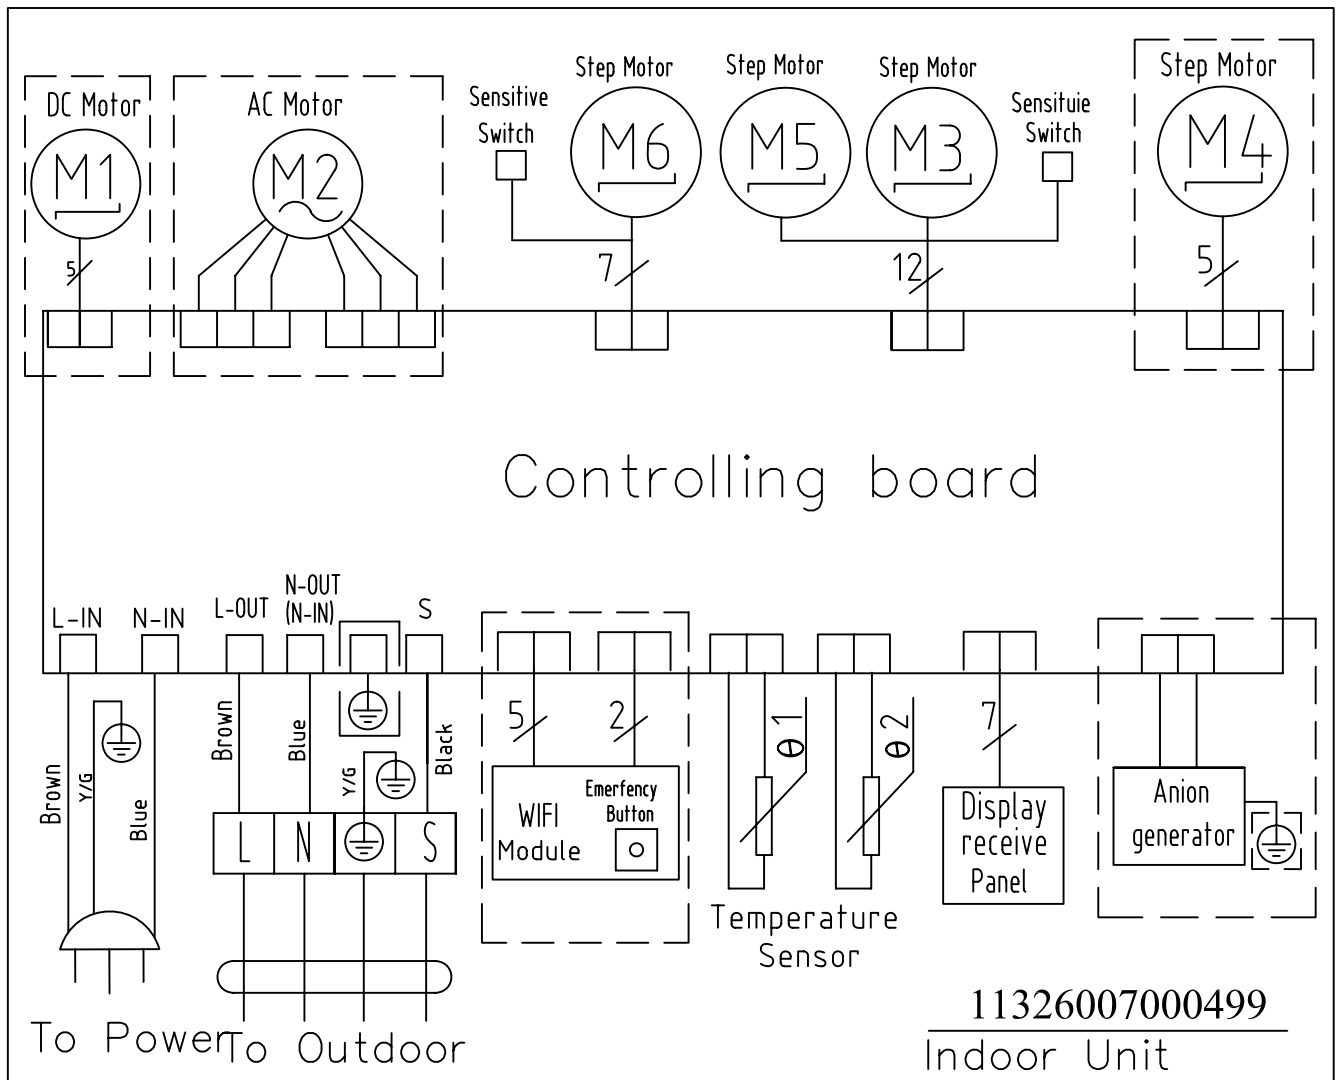 DC Motor
M1
5
AC Motor
M2
Sensitive
Switch
Step Motor
M6
7
Step Motor
M5
Step Motor
M3
12
Sensituie
Switch
Step Motor
M4
5
Controlling board
L-IN
N-IN
L-OUT
N-OUT
(N-IN)
S
Brown
Y/G
Blue
Brown
Blue
Y/G
Black
L
N
S
5
2
WIFI
Module
Emerfency
Button
θ 1
θ 2
Temperature
Sensor
7
Display
receive
Panel
Anion
generator
To Power
To Outdoor
11326007000499
Indoor Unit